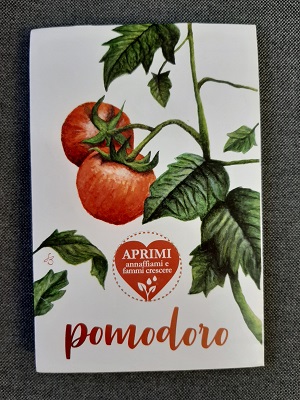 APRIMI
annaffiami e
fammi crescere
pomodoro